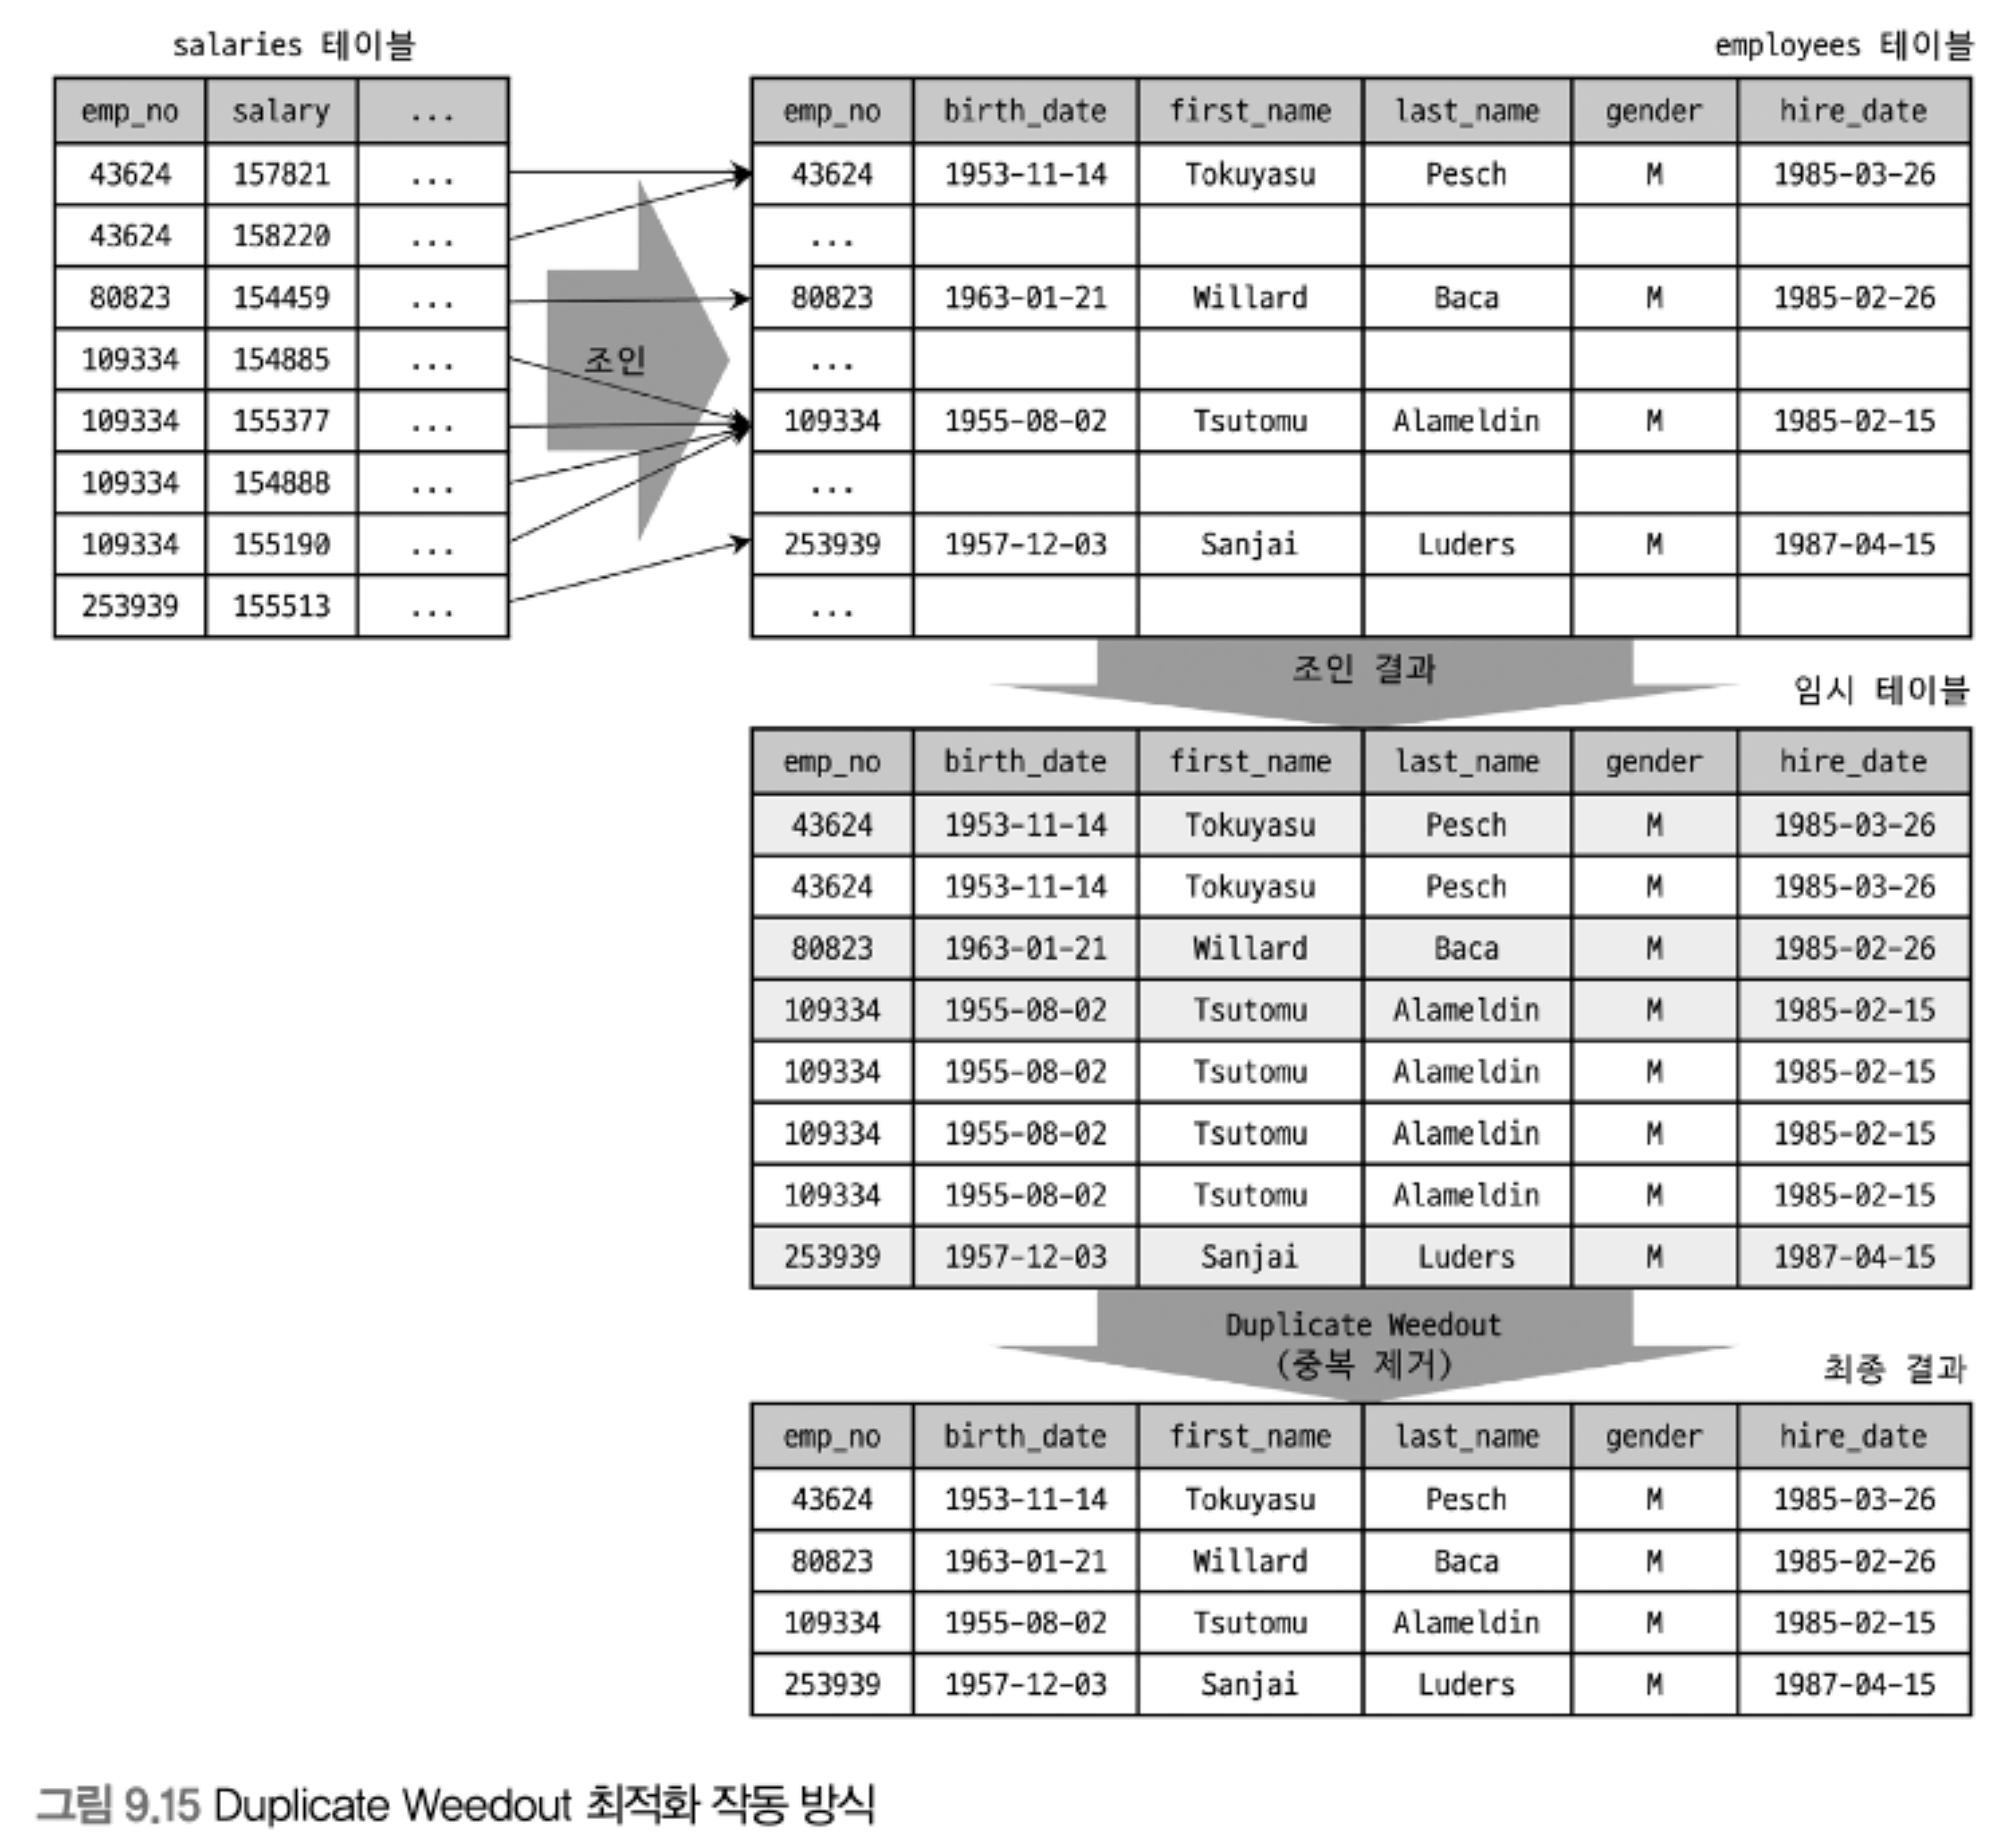 salaries 테이블
emp_no salary ...
43624 157821 ...
43624 158220 ...
80823 154459 ...
109334 154885 ...
109334 155377 ...
109334 154888 ...
109334 155190 ...
253939 155513 ...
조인
employees 테이블
emp_no birth_date first_name last_name gender hire_date
43624 1953-11-14 Tokuyasu Pesch M 1985-03-26
...
80823 1963-01-21 Willard Baca M 1985-02-26
...
109334 1955-08-02 Tsutomu Alameldin M 1985-02-15
...
253939 1957-12-03 Sanjai Luders M 1987-04-15
...
조인 결과
임시 테이블
emp_no birth_date first_name last_name gender hire_date
43624 1953-11-14 Tokuyasu Pesch M 1985-03-26
43624 1953-11-14 Tokuyasu Pesch M 1985-03-26
80823 1963-01-21 Willard Baca M 1985-02-26
109334 1955-08-02 Tsutomu Alameldin M 1985-02-15
109334 1955-08-02 Tsutomu Alameldin M 1985-02-15
109334 1955-08-02 Tsutomu Alameldin M 1985-02-15
109334 1955-08-02 Tsutomu Alameldin M 1985-02-15
253939 1957-12-03 Sanjai Luders M 1987-04-15
Duplicate Weedout
(중복 제거)
최종 결과
emp_no birth_date first_name last_name gender hire_date
43624 1953-11-14 Tokuyasu Pesch M 1985-03-26
80823 1963-01-21 Willard Baca M 1985-02-26
109334 1955-08-02 Tsutomu Alameldin M 1985-02-15
253939 1957-12-03 Sanjai Luders M 1987-04-15
그림 9.15 Duplicate Weedout 최적화 작동 방식